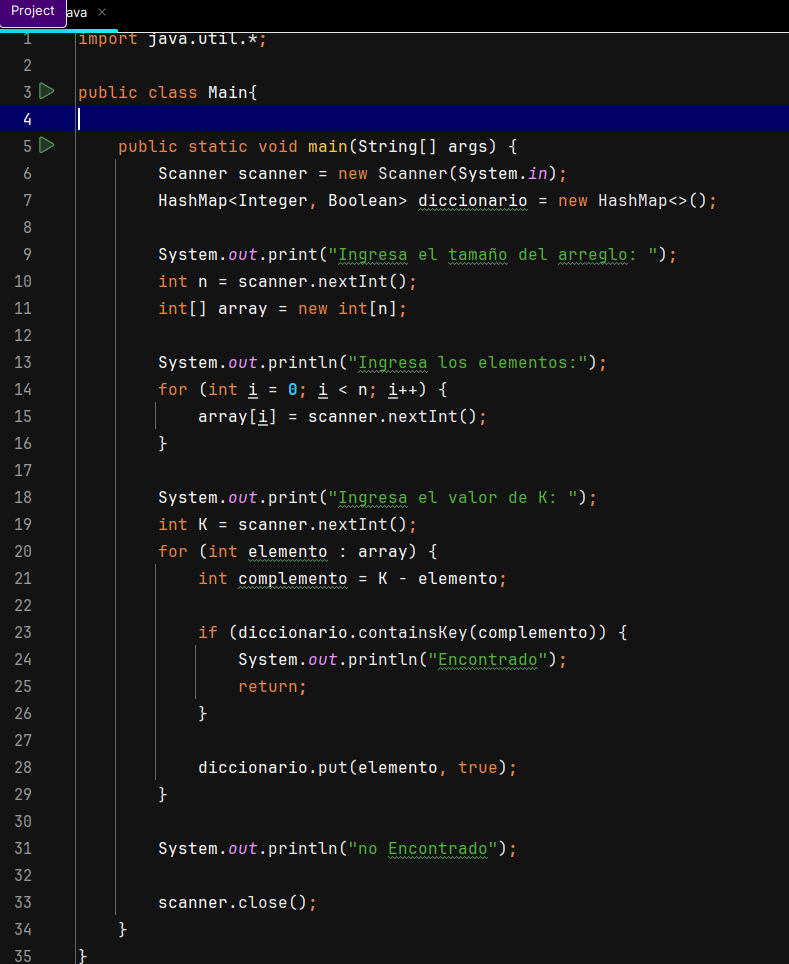 Project
ava ×
1 import java.util.*;
2
3 public class Main{
4
5     public static void main(String[] args) {
6         Scanner scanner = new Scanner(System.in);
7         HashMap<Integer, Boolean> diccionario = new HashMap<>();
8
9         System.out.print("Ingresa el tamaño del arreglo: ");
10         int n = scanner.nextInt();
11         int[] array = new int[n];
12
13         System.out.println("Ingresa los elementos:");
14         for (int i = 0; i < n; i++) {
15             array[i] = scanner.nextInt();
16         }
17
18         System.out.print("Ingresa el valor de K: ");
19         int K = scanner.nextInt();
20         for (int elemento : array) {
21             int complemento = K - elemento;
22
23             if (diccionario.containsKey(complemento)) {
24                 System.out.println("Encontrado");
25                 return;
26             }
27
28             diccionario.put(elemento, true);
29         }
30
31         System.out.println("no Encontrado");
32
33         scanner.close();
34     }
35 }